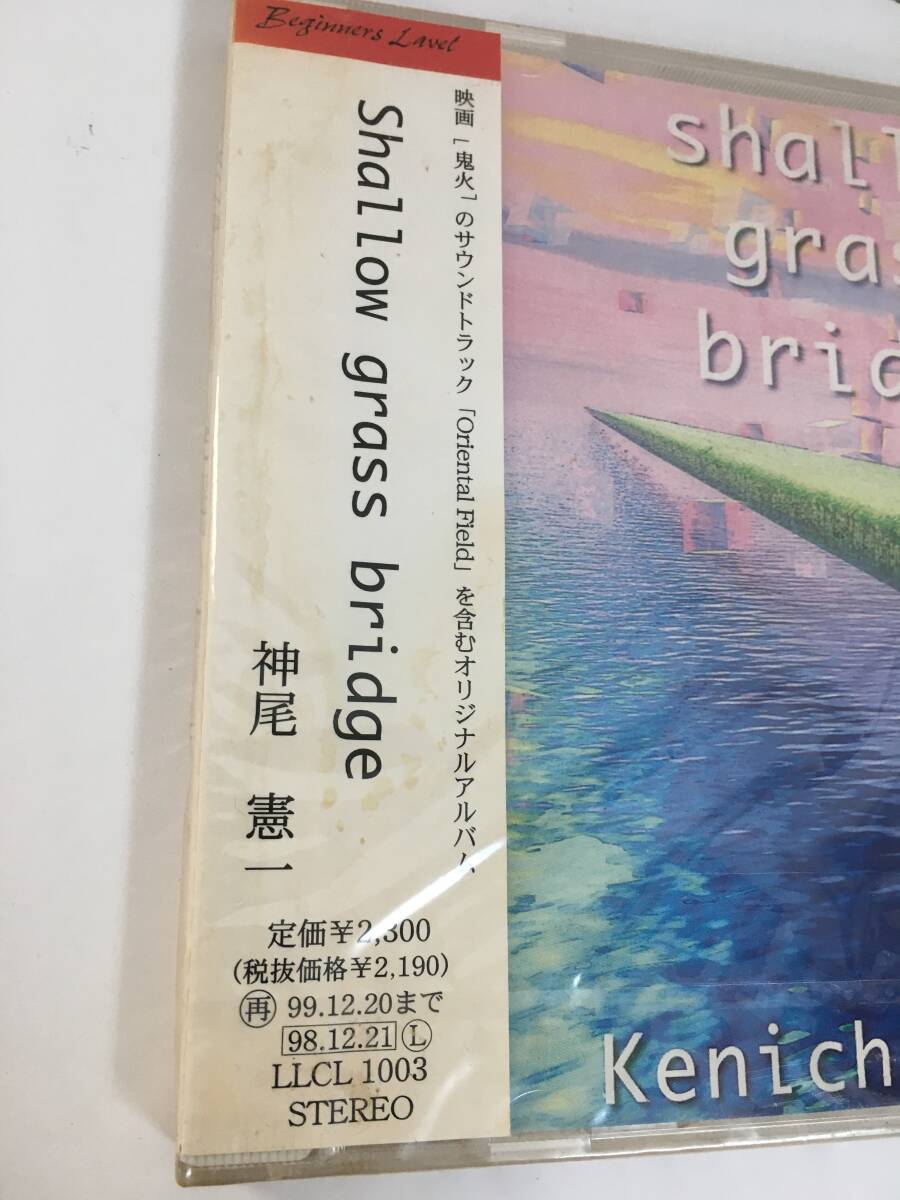 Beginners Lavel
映画「鬼火」のサウンドトラック「Oriental Field」を含むオリジナルアルバム
Shallow grass bridge
神尾 憲一
定価¥2,300
(税抜価格¥2,190)
再 99.12.20まで
98.12.21 L
LLCL 1003
STEREO
shall
gras
brid
Kenich